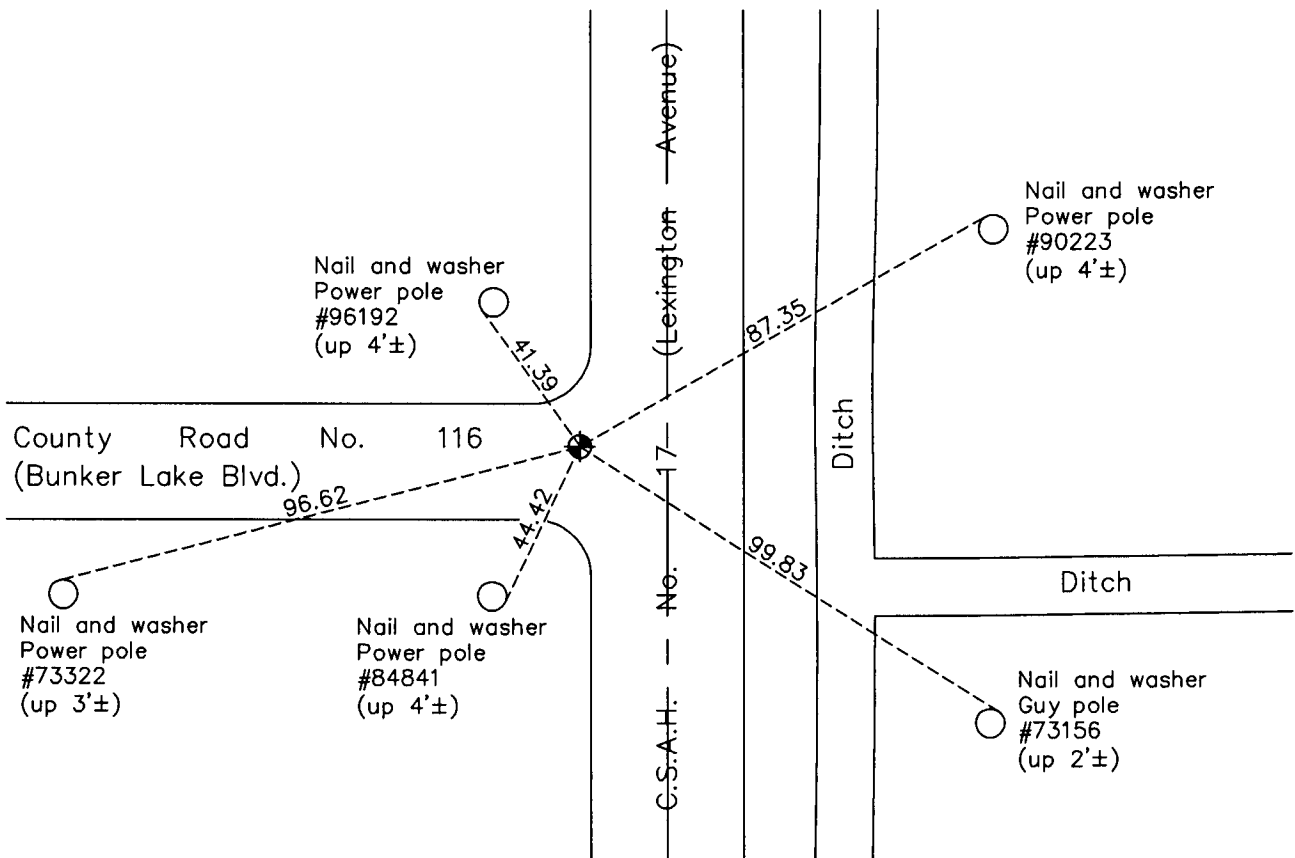 (Lexington Avenue)
Nail and washer
Power pole
#90223
(up 4'±)
Nail and washer
Power pole
#96192
(up 4'±)
41.39
87.35
County Road No. 116
(Bunker Lake Blvd.)
96.62
44.42
99.83
Ditch
C.S.A.H. No. 17
Ditch
Nail and washer
Power pole
#73322
(up 3'±)
Nail and washer
Power pole
#84841
(up 4'±)
Nail and washer
Guy pole
#73156
(up 2'±)